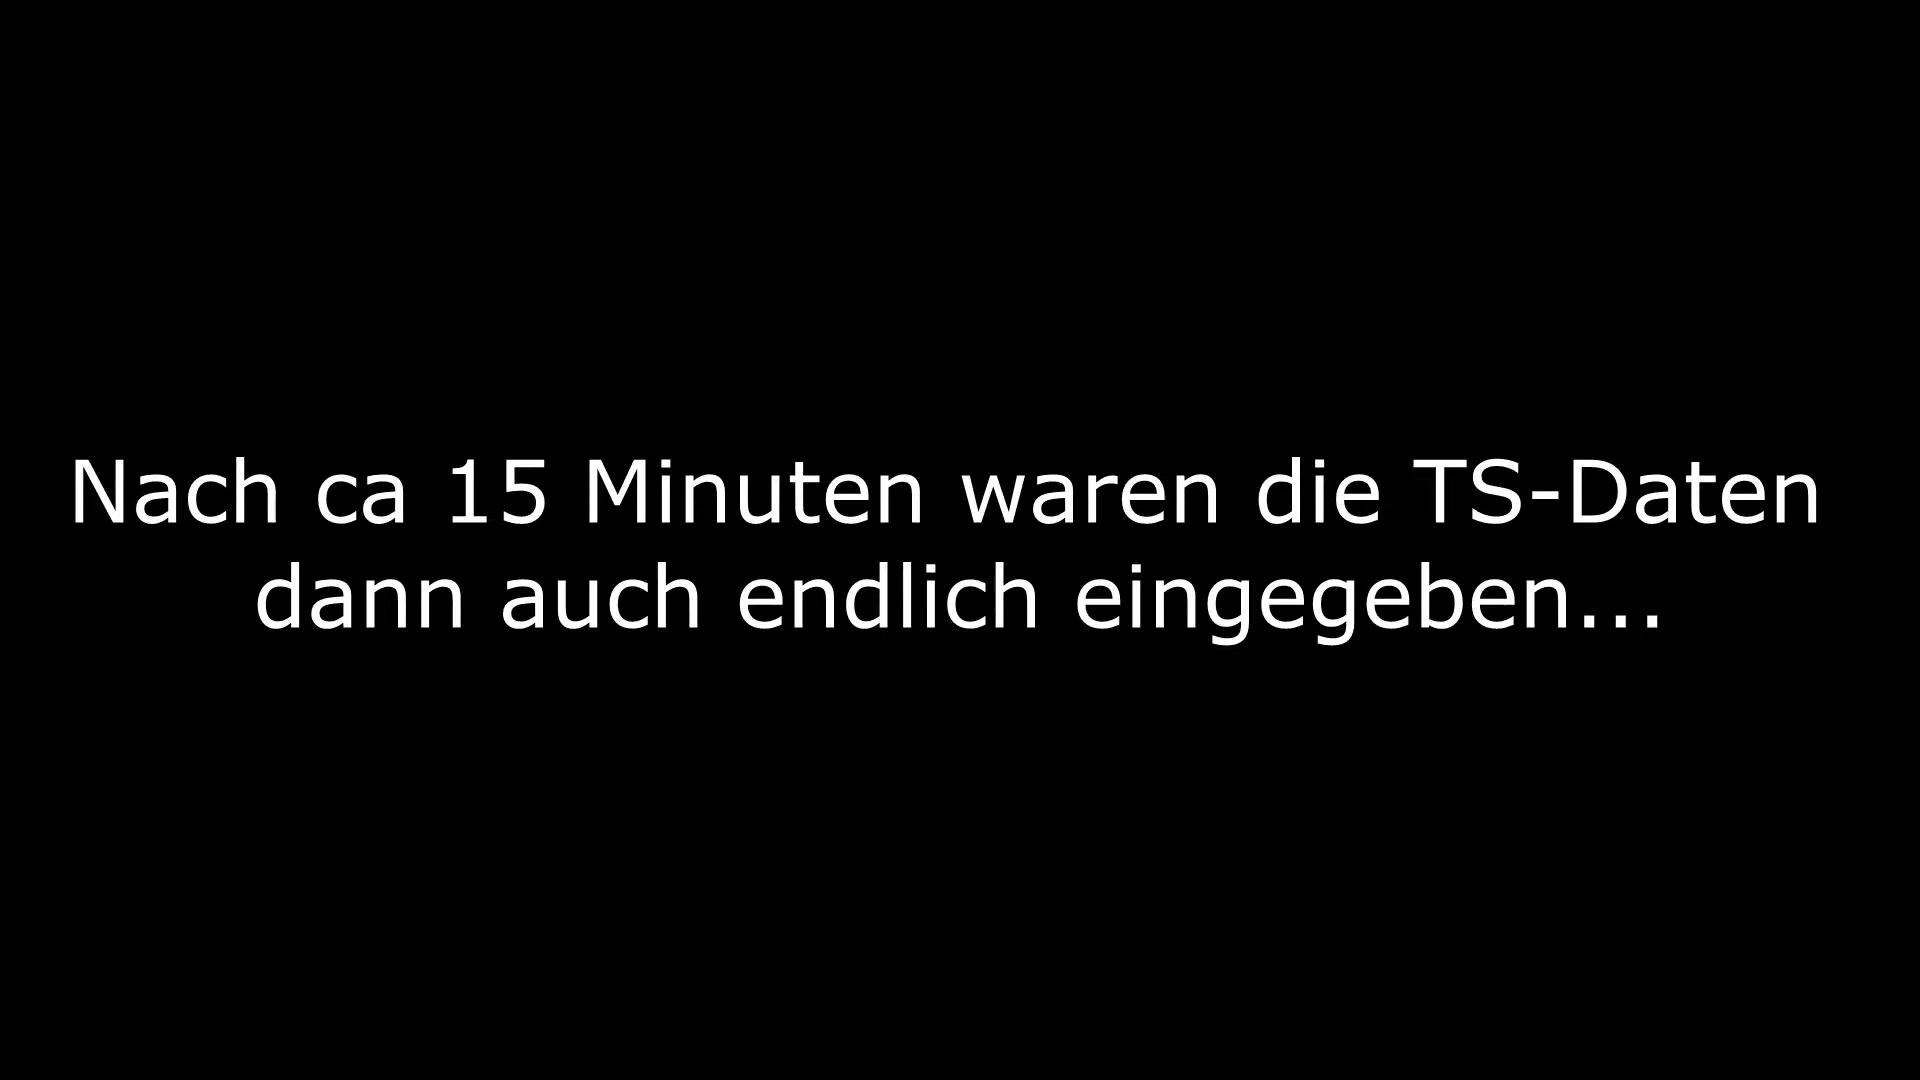 Nach ca 15 Minuten waren die TS-Daten
dann auch endlich eingegeben...